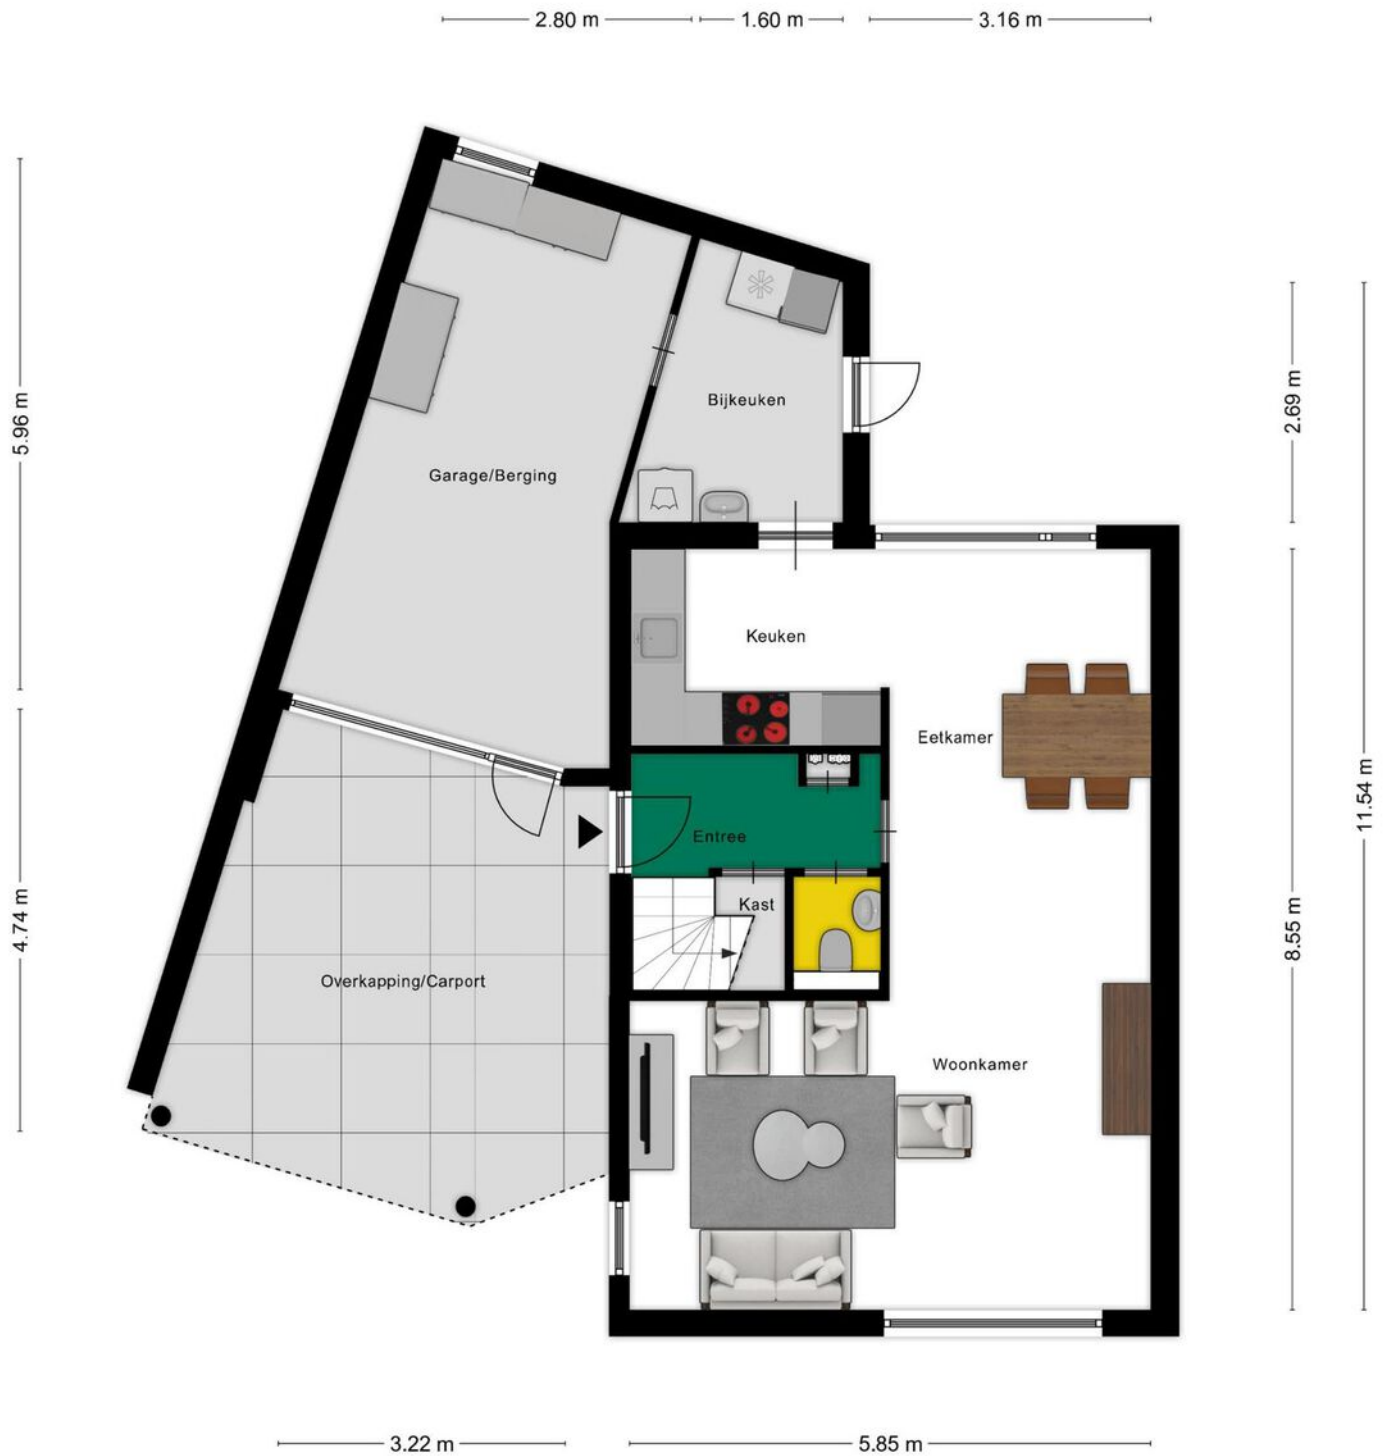 2.80 m
1.60 m
3.16 m
5.96 m
2.69 m
Bijkeuken
Garage/Berging
Keuken
Eetkamer
11.54 m
Entree
Kast
4.74 m
8.55 m
Overkapping/Carport
Woonkamer
3.22 m
5.85 m